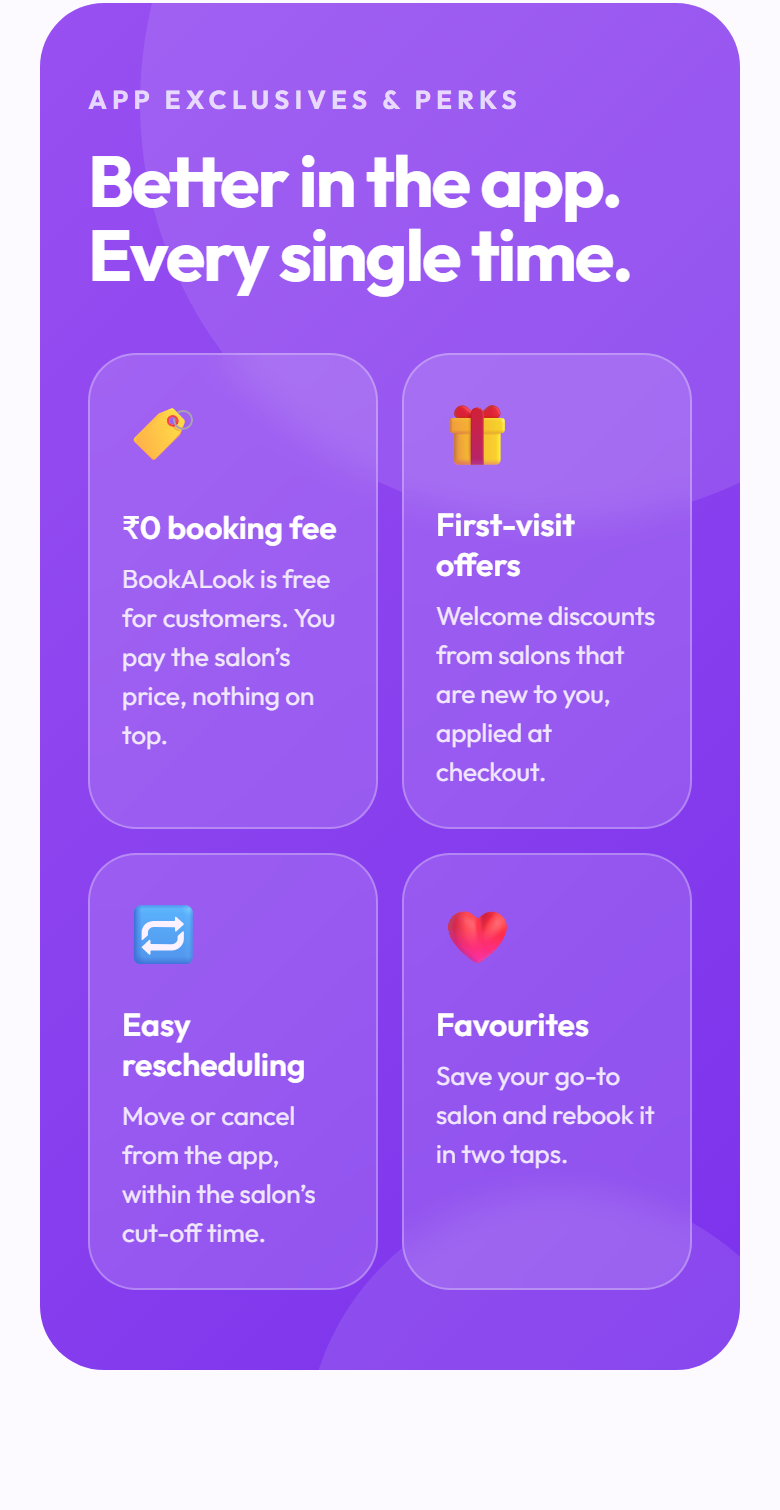 APP EXCLUSIVES & PERKS
Better in the app.
Every single time.
₹0 booking fee
BookALook is free
for customers. You
pay the salon’s
price, nothing on
top.
First-visit
offers
Welcome discounts
from salons that
are new to you,
applied at
checkout.
Easy
rescheduling
Move or cancel
from the app,
within the salon’s
cut-off time.
Favourites
Save your go-to
salon and rebook it
in two taps.